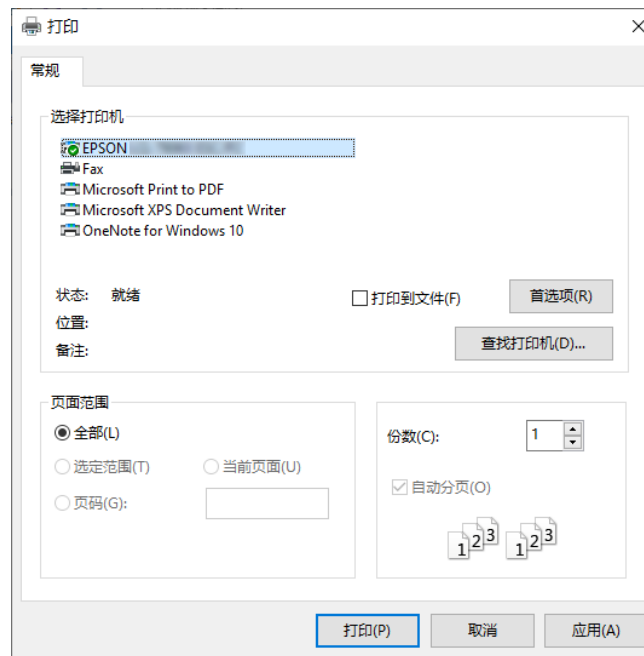 打印
常规
选择打印机
EPSON
Fax
Microsoft Print to PDF
Microsoft XPS Document Writer
OneNote for Windows 10
状态: 就绪
打印到文件(F)
首选项(R)
位置:
备注:
查找打印机(D)...
页面范围
全部(L)
选定范围(T)
当前页面(U)
页码(G):
份数(C):
1
自动分页(O)
1 2 3 1 2 3
打印(P)
取消
应用(A)